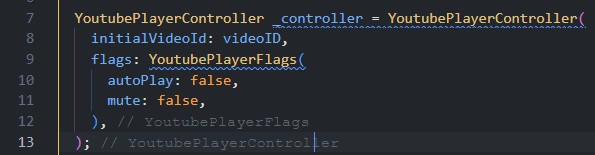 7 YoutubePlayerController _controller = YoutubePlayerController(
8 initialVideoId: videoID,
9 flags: YoutubePlayerFlags(
10 autoPlay: false,
11 mute: false,
12 ), // YoutubePlayerFlags
13 ); // YoutubePlayerController